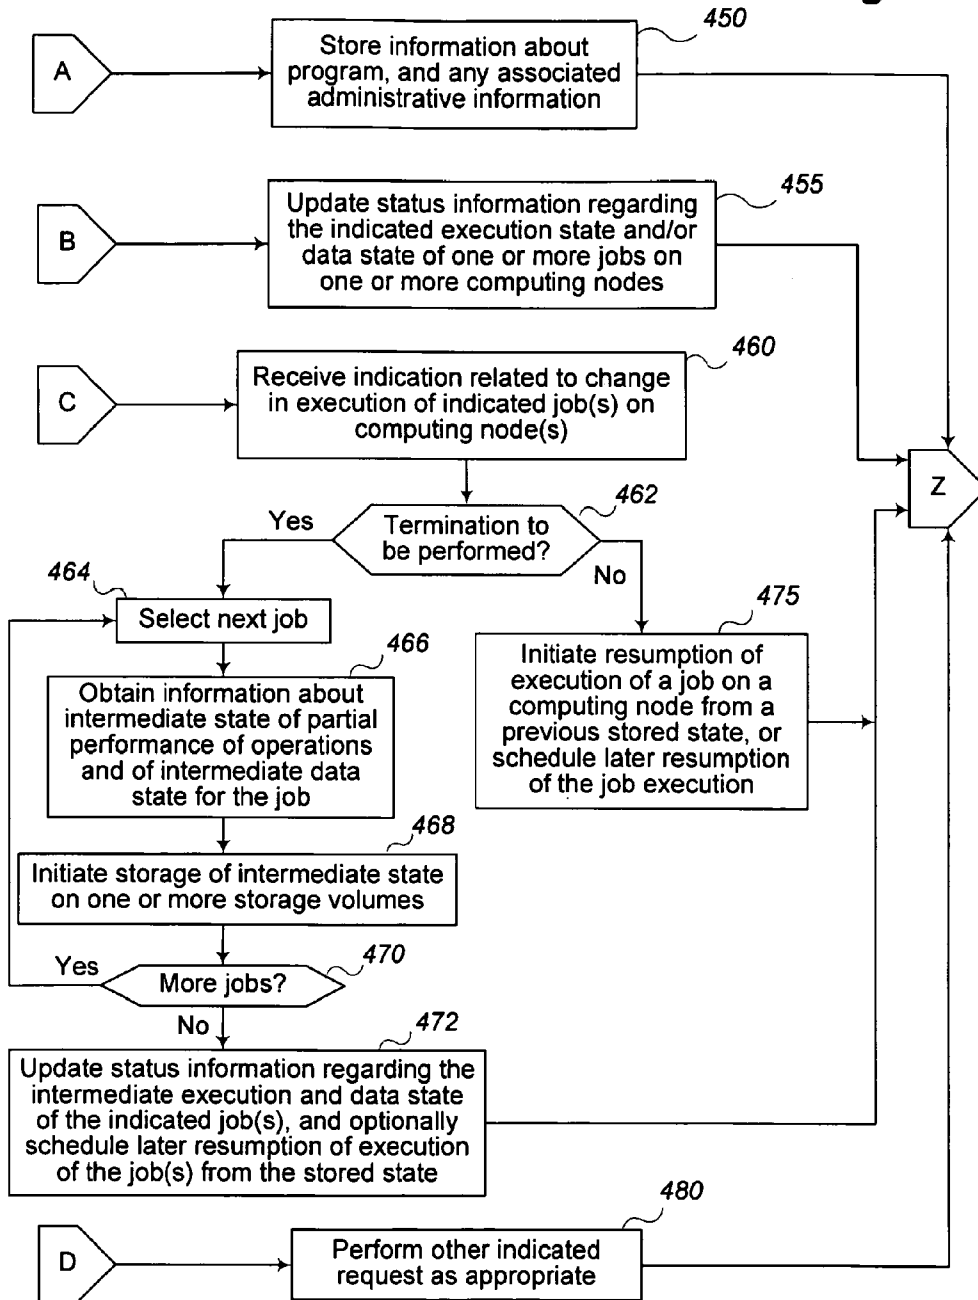 450
A
Store information about
program, and any associated
administrative information
455
B
Update status information regarding
the indicated execution state and/or
data state of one or more jobs on
one or more computing nodes
460
C
Receive indication related to change
in execution of indicated job(s) on
computing node(s)
Z
462
Yes
Termination to
be performed?
No
464
Select next job
475
Initiate resumption of
execution of a job on a
computing node from a
previous stored state, or
schedule later resumption
of the job execution
466
Obtain information about
intermediate state of partial
performance of operations
and of intermediate data
state for the job
468
Initiate storage of intermediate state
on one or more storage volumes
470
Yes
More jobs?
No
472
Update status information regarding the
intermediate execution and data state
of the indicated job(s), and optionally
schedule later resumption of execution
of the job(s) from the stored state
480
D
Perform other indicated
request as appropriate